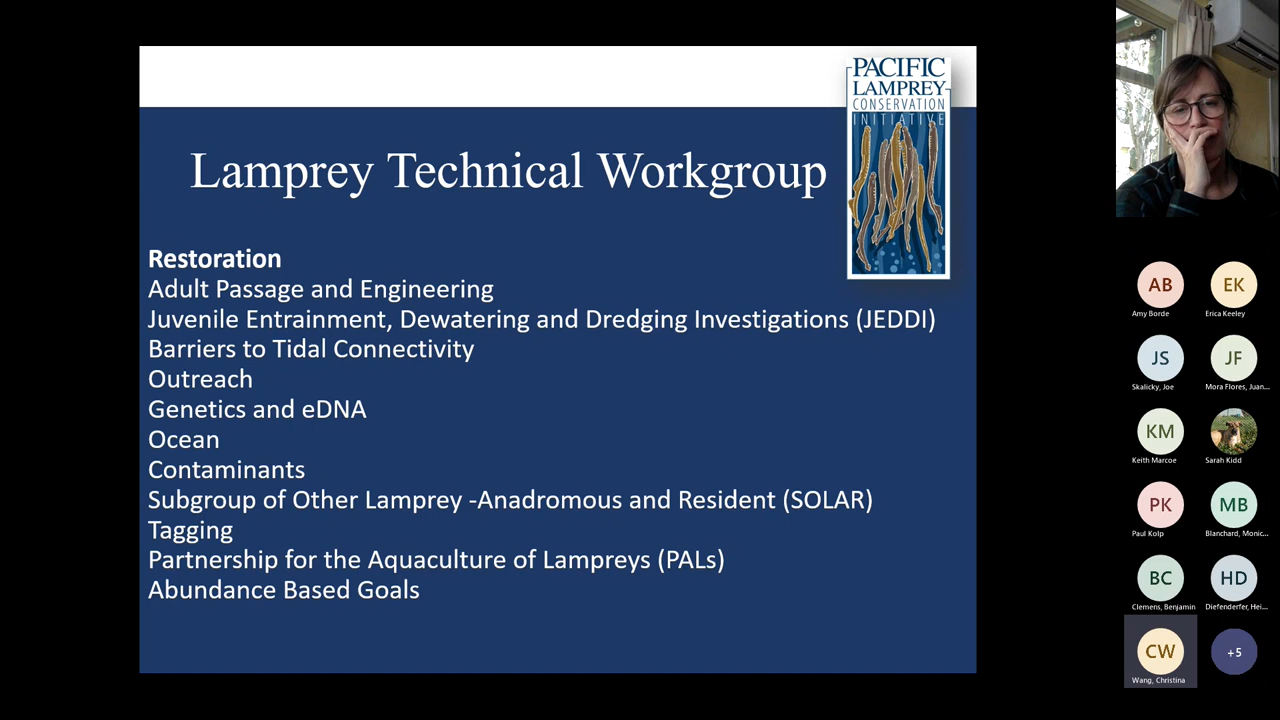 PACIFIC
LAMPREY
CONSERVATION
INITIATIVE
Lamprey Technical Workgroup
Restoration
Adult Passage and Engineering
Juvenile Entrainment, Dewatering and Dredging Investigations (JEDDI)
Barriers to Tidal Connectivity
Outreach
Genetics and eDNA
Ocean
Contaminants
Subgroup of Other Lamprey -Anadromous and Resident (SOLAR)
Tagging
Partnership for the Aquaculture of Lampreys (PALs)
Abundance Based Goals
AB EK
Amy Borde Erica Keeley
JS JF
Skalicky, Joe Mora Flores, Juan...
KM
Keith Marcoe Sarah Kidd
PK MB
Paul Kolp Blanchard, Monic...
BC HD
Clemens, Benjamin Diefenderfer, Hei...
CW +5
Wang, Christina